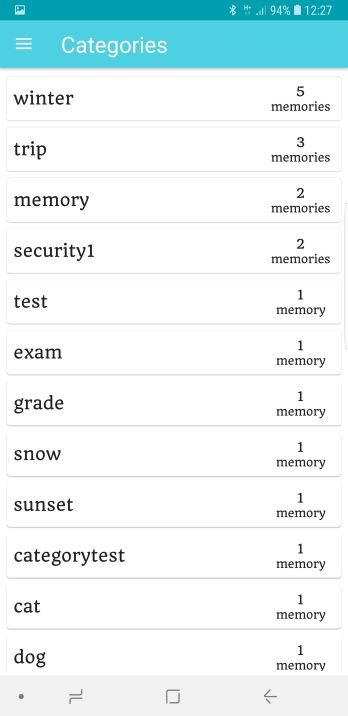 94% 12:27
Categories
winter
5
memories
trip
3
memories
memory
2
memories
security1
2
memories
test
1
memory
exam
1
memory
grade
1
memory
snow
1
memory
sunset
1
memory
categorytest
1
memory
cat
1
memory
dog
1
memory